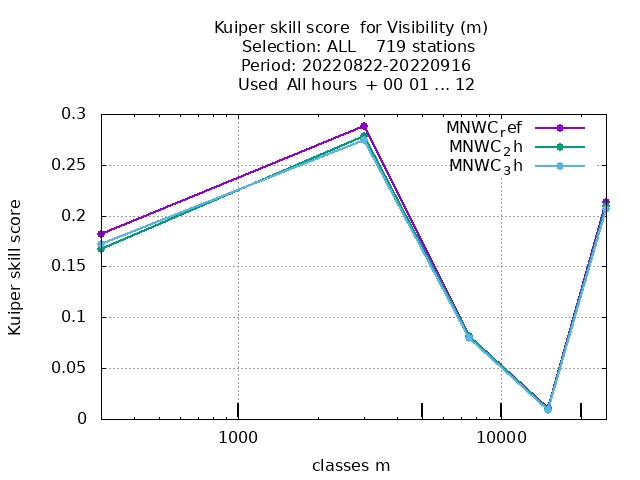 Kuiper skill score  for Visibility (m)
Selection: ALL    719 stations
Period: 20220822-20220916
Used  All hours  + 00 01 ... 12
0.3
0.25
0.2
0.15
0.1
0.05
0
Kuiper skill score
MNWC_ref
MNWC_2h
MNWC_3h
1000
10000
classes m